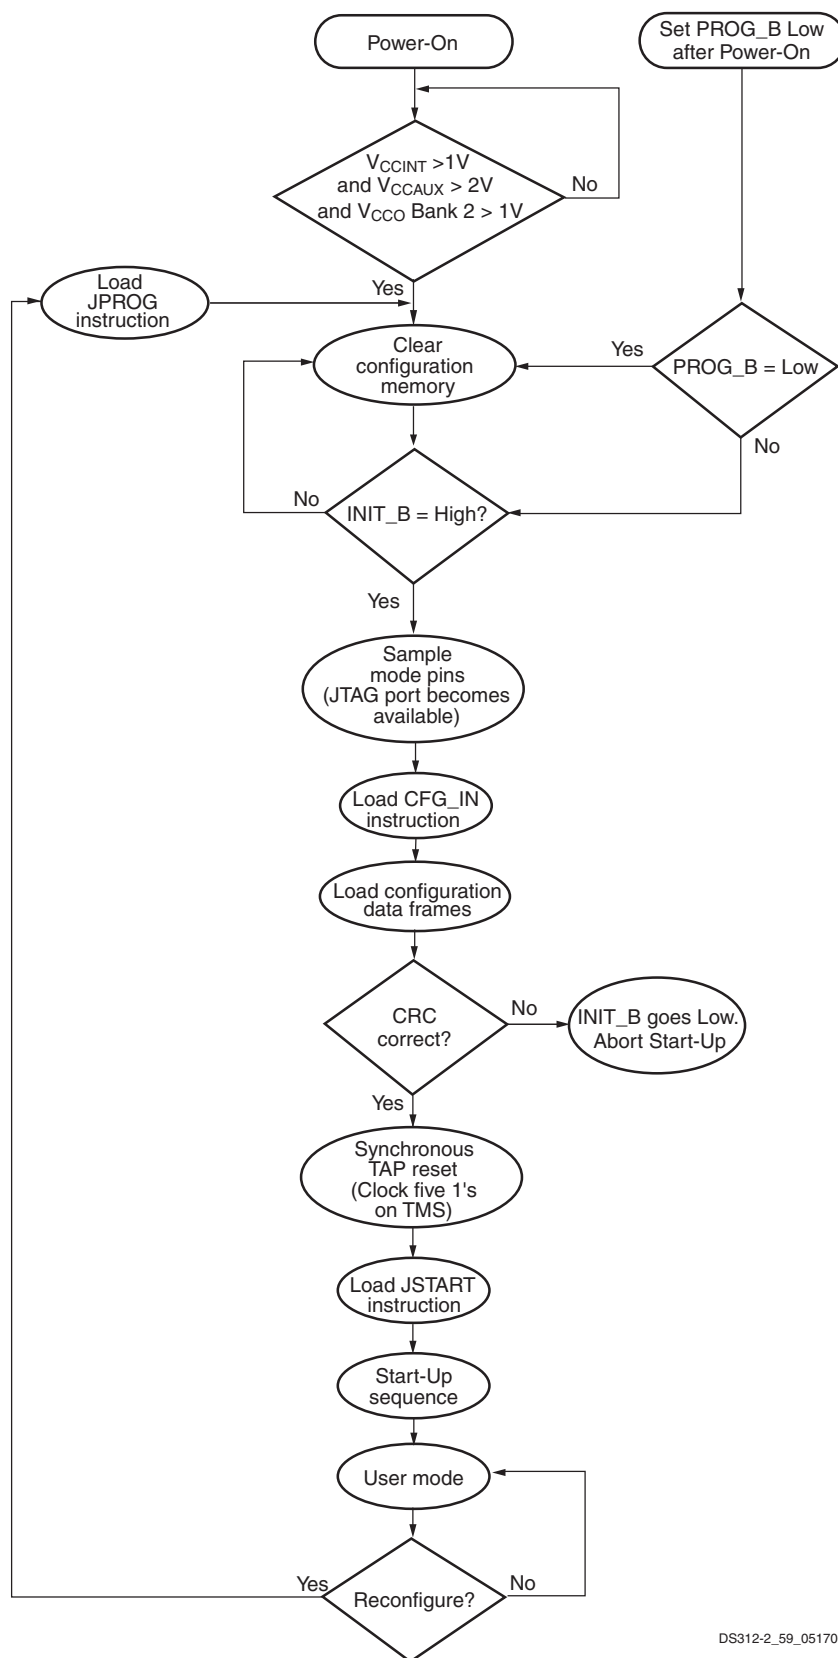 Power-On
Set PROG_B Low
after Power-On
VCCINT >1V
and VCCAUX > 2V
and VCCO Bank 2 > 1V
No
Yes
Load
JPROG
instruction
Clear
configuration
memory
Yes
PROG_B = Low
No
No
INIT_B = High?
Yes
Sample
mode pins
(JTAG port becomes
available)
Load CFG_IN
instruction
Load configuration
data frames
CRC
correct?
No
INIT_B goes Low.
Abort Start-Up
Yes
Synchronous
TAP reset
(Clock five 1's
on TMS)
Load JSTART
instruction
Start-Up
sequence
User mode
Yes
Reconfigure?
No
DS312-2_59_05170